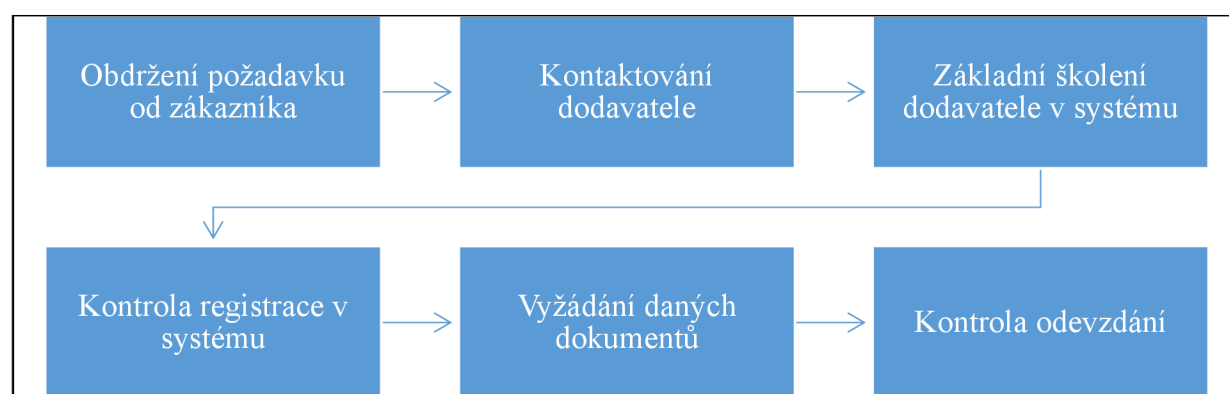 Obdržení požadavku
od zákazníka
Kontaktování
dodavatele
Základní školení
dodavatele v systému
Kontrola registrace v
systému
Vyžádání daných
dokumentů
Kontrola odevzdání